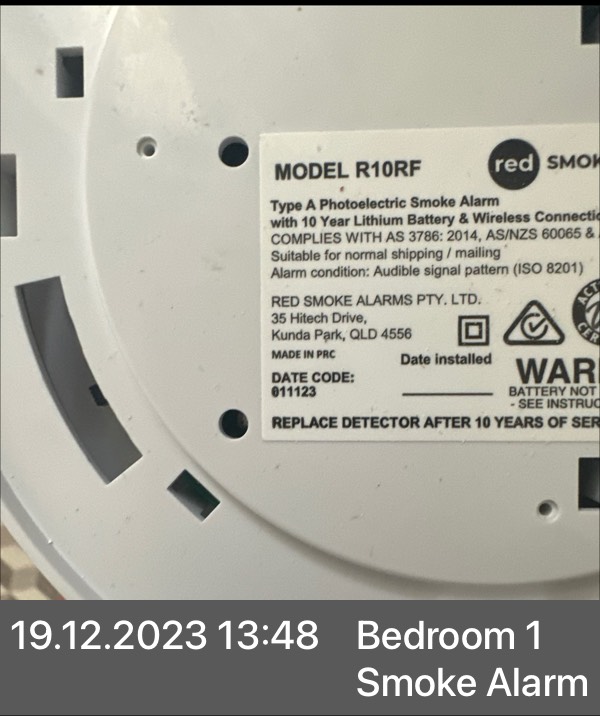 MODEL R10RF
red SMOK
Type A Photoelectric Smoke Alarm
with 10 Year Lithium Battery & Wireless Connectio
COMPLIES WITH AS 3786: 2014, AS/NZS 60065 &
Suitable for normal shipping / mailing
Alarm condition: Audible signal pattern (ISO 8201)
RED SMOKE ALARMS PTY. LTD.
35 Hitech Drive,
Kunda Park, QLD 4556
MADE IN PRC
Date installed
DATE CODE:
011123
WAR
BATTERY NOT
- SEE INSTRUC
REPLACE DETECTOR AFTER 10 YEARS OF SER
19.12.2023 13:48
Bedroom 1
Smoke Alarm